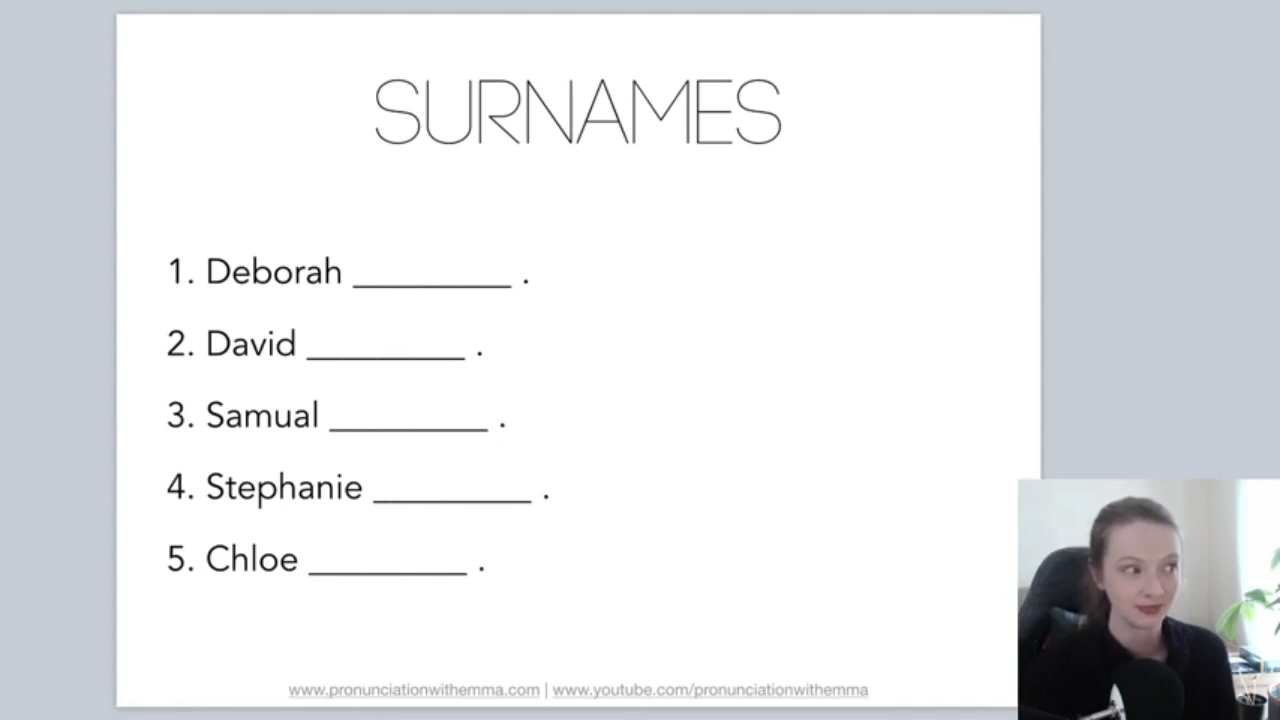 SURNAMES
1. Deborah _________ .
2. David _________ .
3. Samual _________ .
4. Stephanie _________ .
5. Chloe _________ .
www.pronunciationwithemma.com | www.youtube.com/pronunciationwithemma